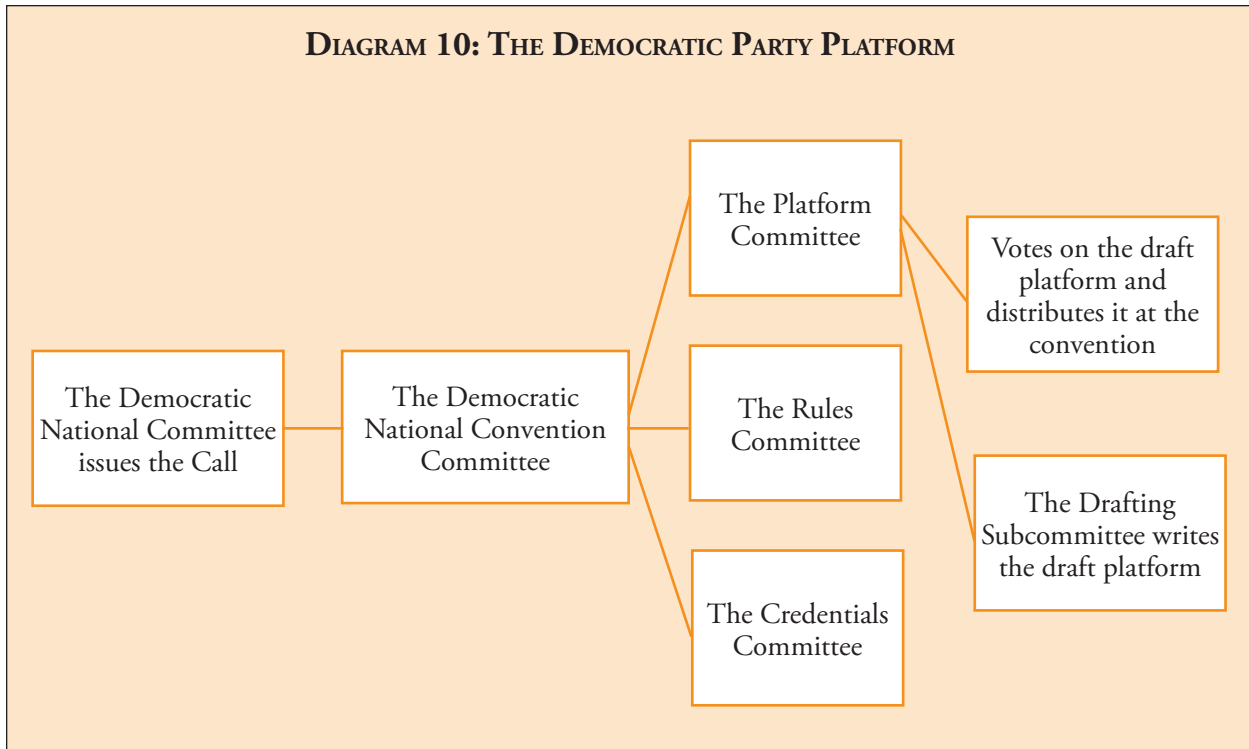 DIAGRAM 10: THE DEMOCRATIC PARTY PLATFORM
The Democratic
National Committee
issues the Call
The Democratic
National Convention
Committee
The Platform
Committee
The Rules
Committee
The Credentials
Committee
Votes on the draft
platform and
distributes it at the
convention
The Drafting
Subcommittee writes
the draft platform